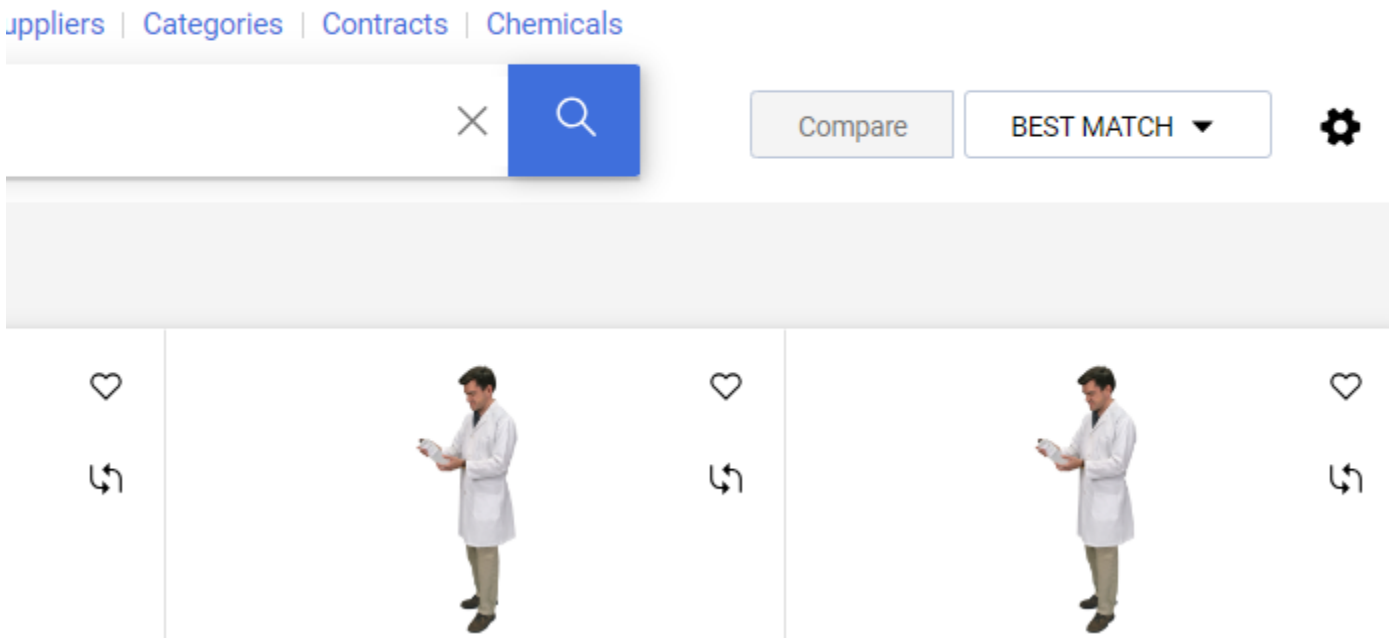 uppliers | Categories | Contracts | Chemicals
Compare
BEST MATCH